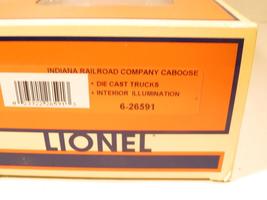 INDIANA RAILROAD COMPANY CABOOSE
• DIE CAST TRUCKS
• INTERIOR ILLUMINATION
6-26591
LIONEL